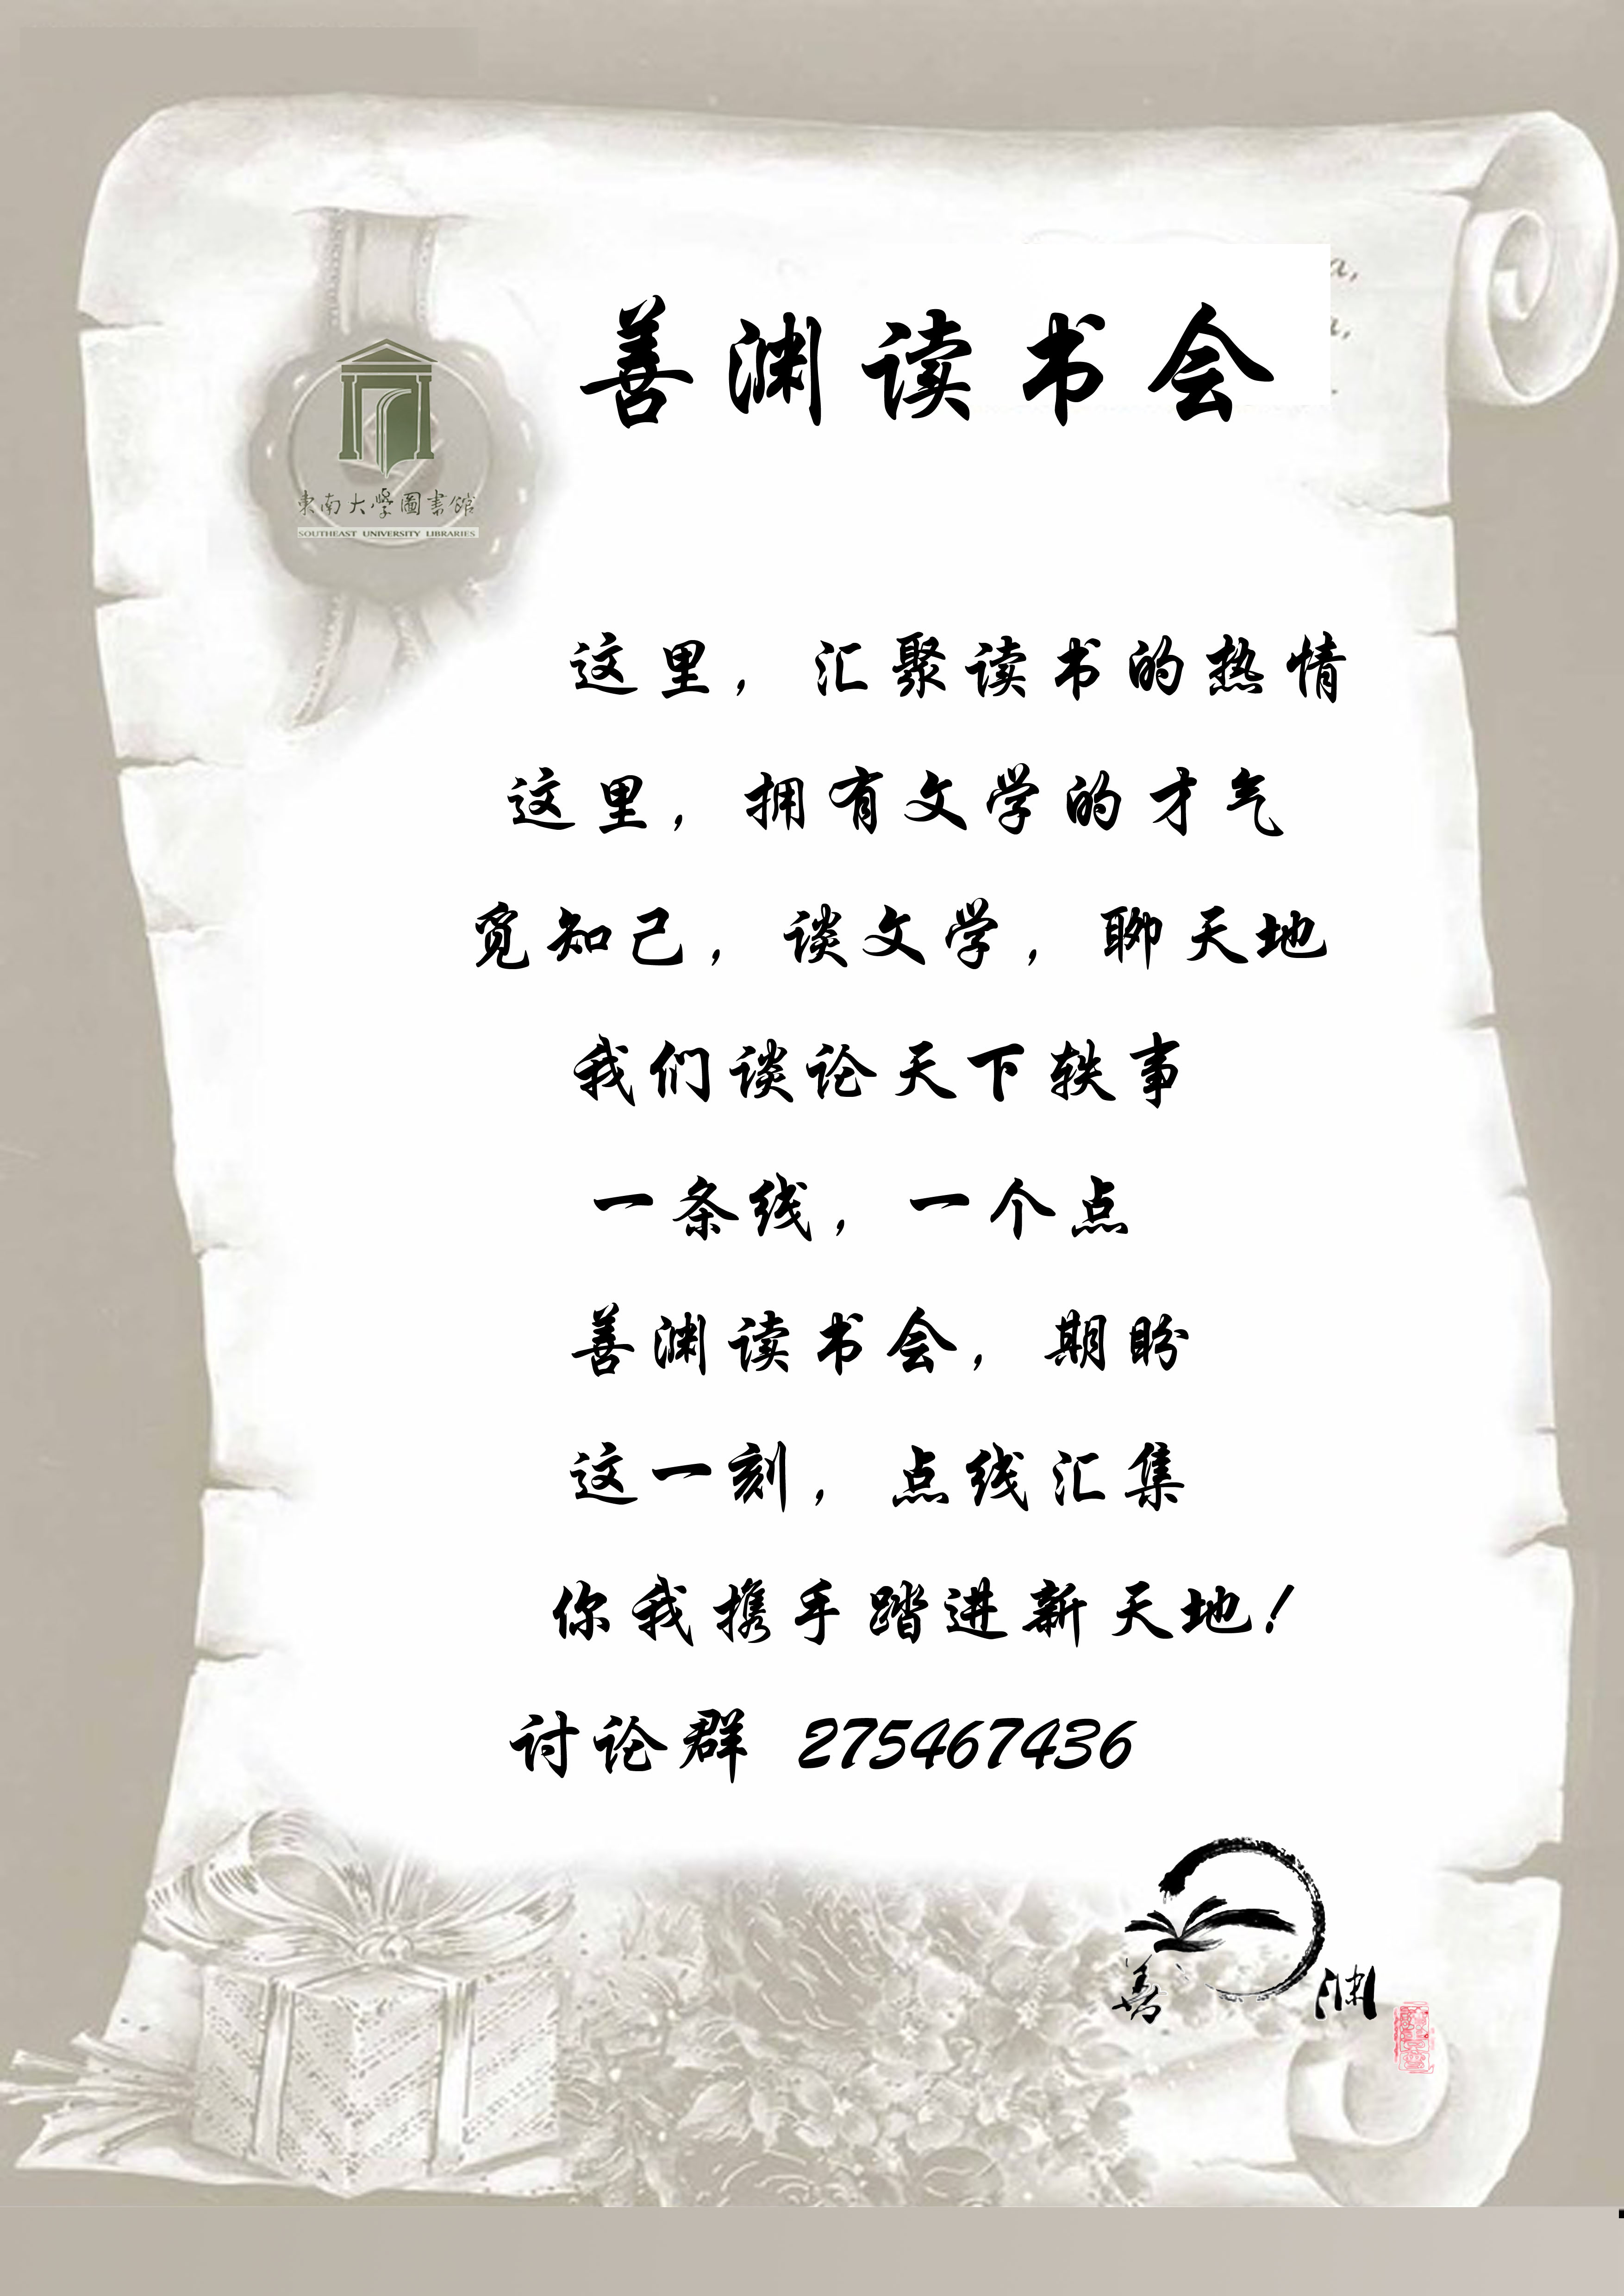 善渊读书会
東南大學圖書館
SOUTHEAST UNIVERSITY LIBRARIES
这里，汇聚读书的热情
这里，拥有文学的才气
觅知己，谈文学，聊天地
我们谈论天下轶事
一条线，一个点
善渊读书会，期盼
这一刻，点线汇集
你我携手踏进新天地！
讨论群 275467436
善渊